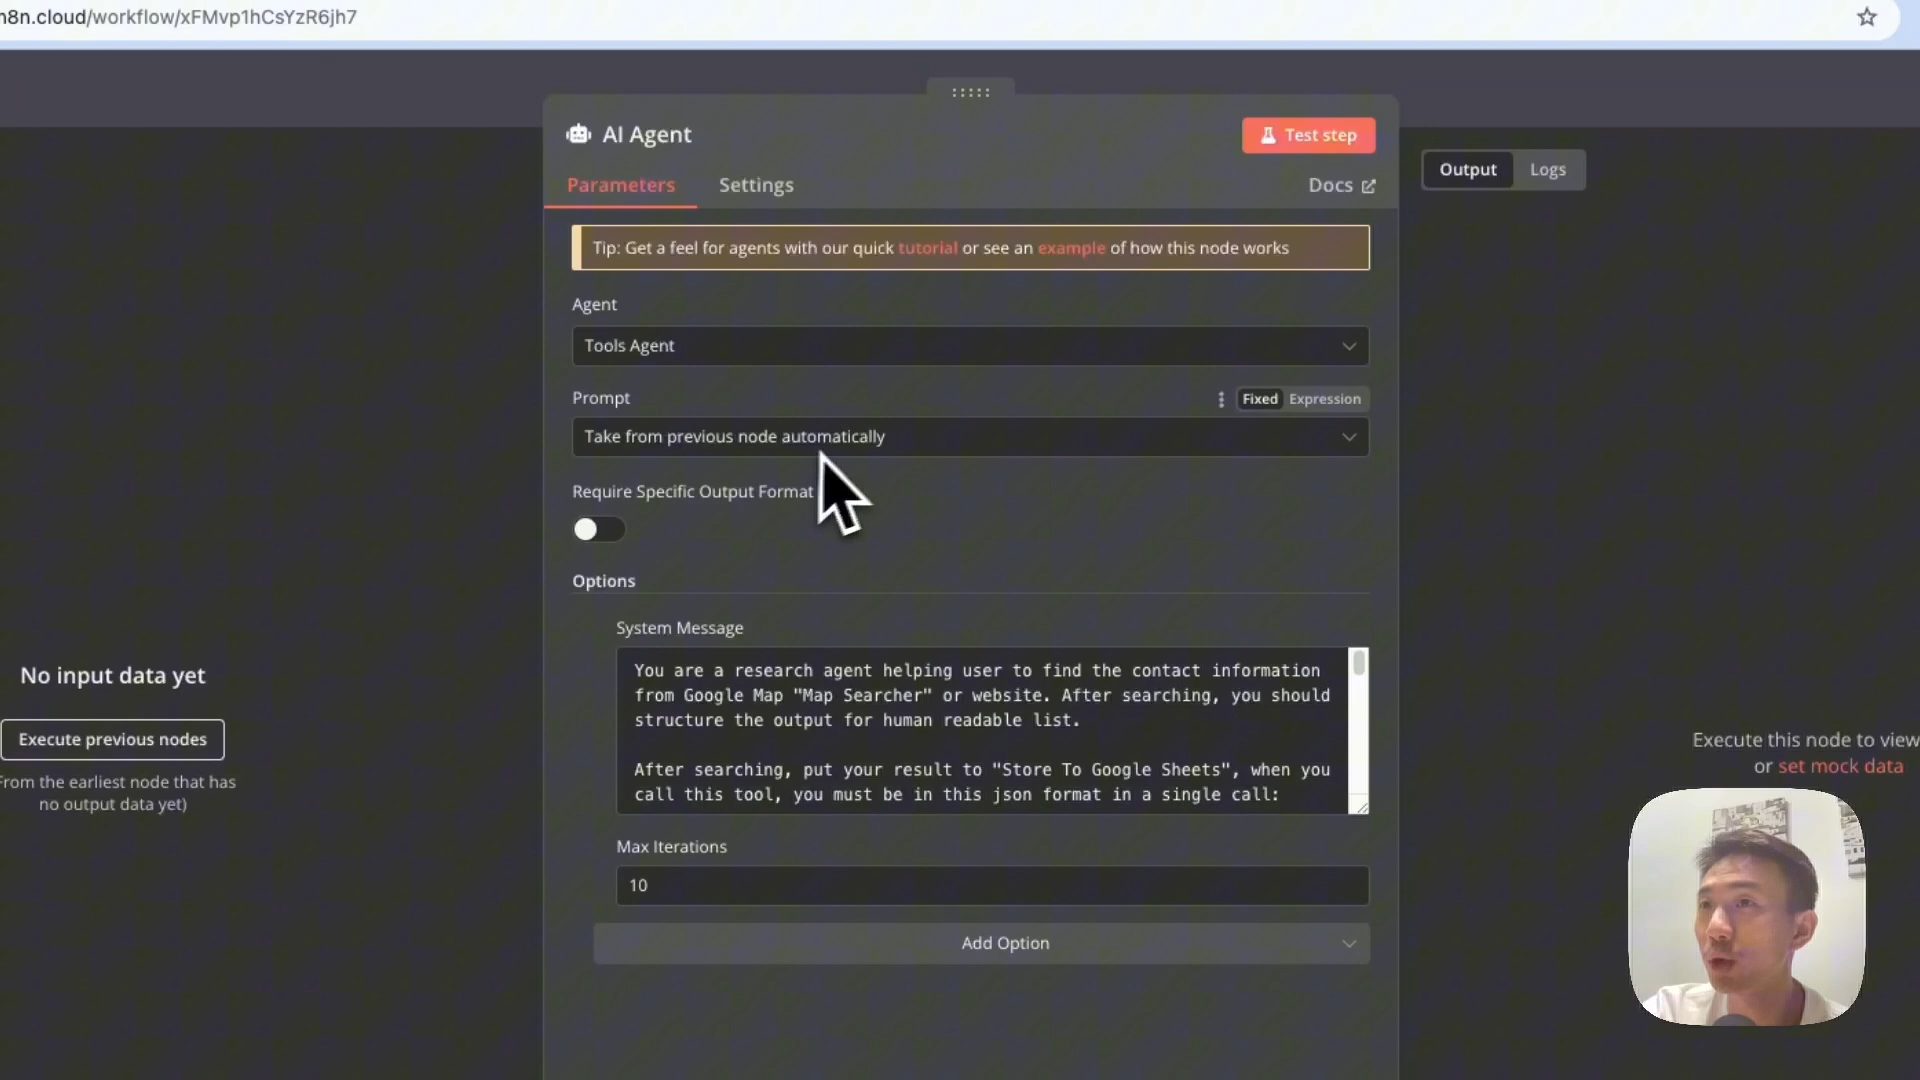 n8n.cloud/workflow/xFMvp1hCsYzR6jh7
AI Agent
Test step
Parameters
Settings
Docs
Output
Logs
Tip: Get a feel for agents with our quick tutorial or see an example of how this node works
Agent
Tools Agent
Prompt
Fixed
Expression
Take from previous node automatically
Require Specific Output Format
Options
System Message
You are a research agent helping user to find the contact information
from Google Map "Map Searcher" or website. After searching, you should
structure the output for human readable list.
After searching, put your result to "Store To Google Sheets", when you
call this tool, you must be in this json format in a single call:
Max Iterations
10
Add Option
No input data yet
Execute previous nodes
From the earliest node that has
no output data yet)
Execute this node to view
or set mock data